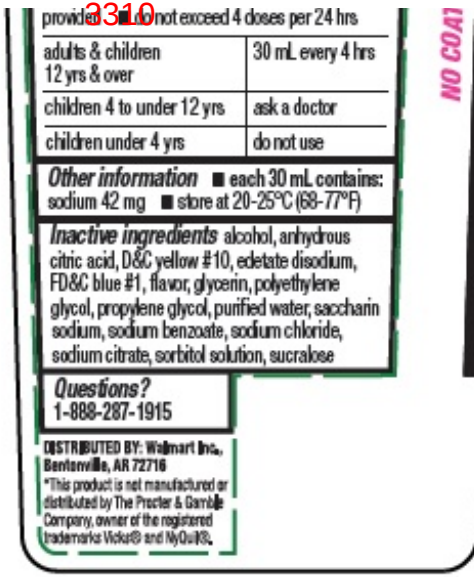 3310
provider ■ do not exceed 4 doses per 24 hrs
adults & children 30 mL every 4 hrs
12 yrs & over
children 4 to under 12 yrs ask a doctor
children under 4 yrs do not use
Other information ■ each 30 mL contains:
sodium 42 mg ■ store at 20-25°C (68-77°F)
Inactive ingredients alcohol, anhydrous
citric acid, D&C yellow #10, edetate disodium,
FD&C blue #1, flavor, glycerin, polyethylene
glycol, propylene glycol, purified water, saccharin
sodium, sodium benzoate, sodium chloride,
sodium citrate, sorbitol solution, sucralose
Questions?
1-888-287-1915
DISTRIBUTED BY: Walmart Inc.,
Bentonville, AR 72716
*This product is not manufactured or
distributed by The Procter & Gamble
Company, owner of the registered
trademarks Vicks® and NyQuil®.
NO COAT